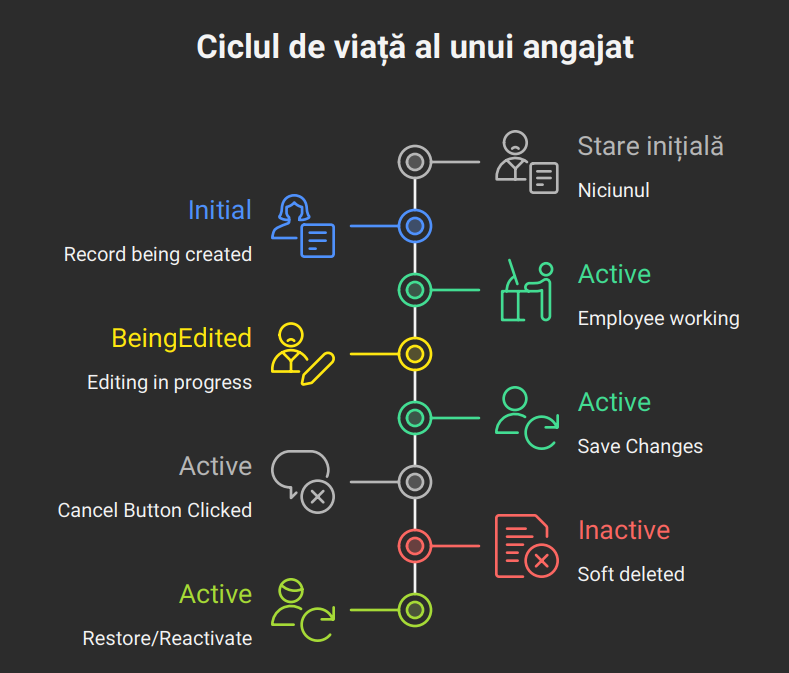 Ciclul de viață al unui angajat
Stare inițială
Niciunul
Initial
Record being created
Active
Employee working
BeingEdited
Editing in progress
Active
Save Changes
Active
Cancel Button Clicked
Inactive
Soft deleted
Active
Restore/Reactivate